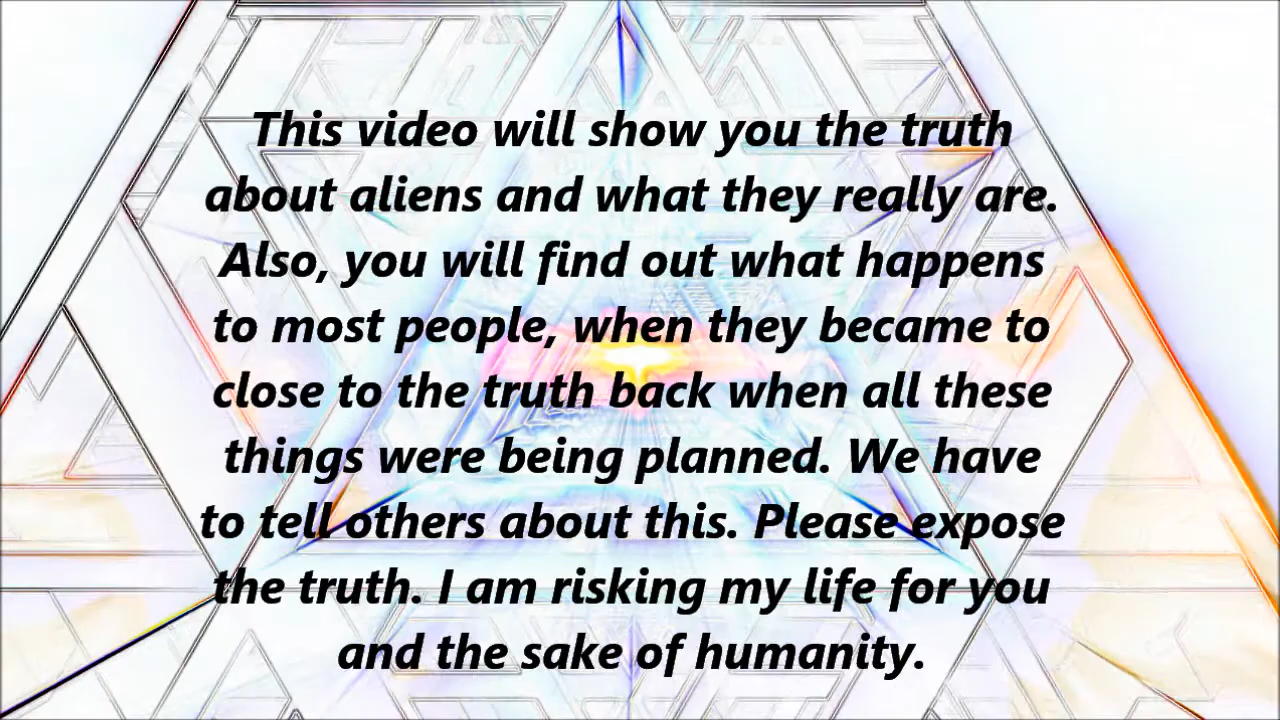 This video will show you the truth
about aliens and what they really are.
Also, you will find out what happens
to most people, when they became to
close to the truth back when all these
things were being planned. We have
to tell others about this. Please expose
the truth. I am risking my life for you
and the sake of humanity.